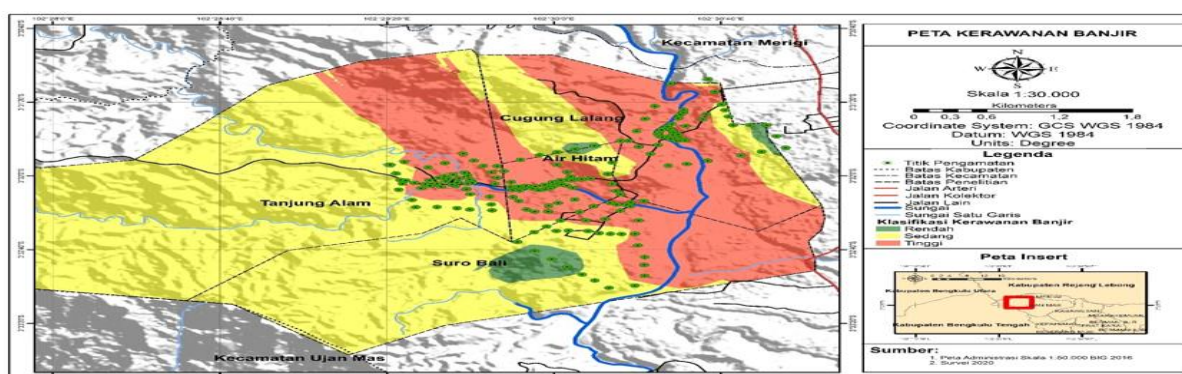 102°30'0"E
PETA KERAWANAN BANJIR
N
S
Skala 1:30.000
Kilometers
0 0,3 0,6 1,2 1,8
Coordinate System: GCS WGS 1984
Datum: WGS 1984
Units: Degree
Legenda
Titik Pengamatan
Batas Kabupaten
Batas Kecamatan
Batas Penelitian
Jalan Arteri
Jalan Kolektor
Jalan Lain
Sungai
Sungai Satu Garis
Klasifikasi Kerawanan Banjir
Rendah
Sedang
Tinggi
Peta Insert
Kabupaten Rejang Lebong
Kabupaten Bengkulu Utara
Kabupaten Bengkulu Tengah
Sumber:
1. Peta Administrasi Skala 1:50.000 BIG 2016
2. Survei 2020
Kecamatan Merigi
Cugung Lalang
Air Hitam
Tanjung Alam
Suro Bali
Kecamatan Ujan Mas